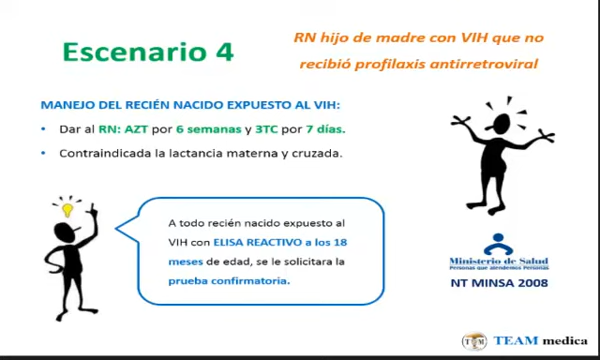 Escenario 4
RN hijo de madre con VIH que no
recibió profilaxis antirretroviral
MANEJO DEL RECIÉN NACIDO EXPUESTO AL VIH:
• Dar al RN: AZT por 6 semanas y 3TC por 7 días.
• Contraindicada la lactancia materna y cruzada.
A todo recién nacido expuesto al
VIH con ELISA REACTIVO a los 18
meses de edad, se le solicitara la
prueba confirmatoria.
Ministerio de Salud
Personas que atendemos Personas
NT MINSA 2008
TEAM medica